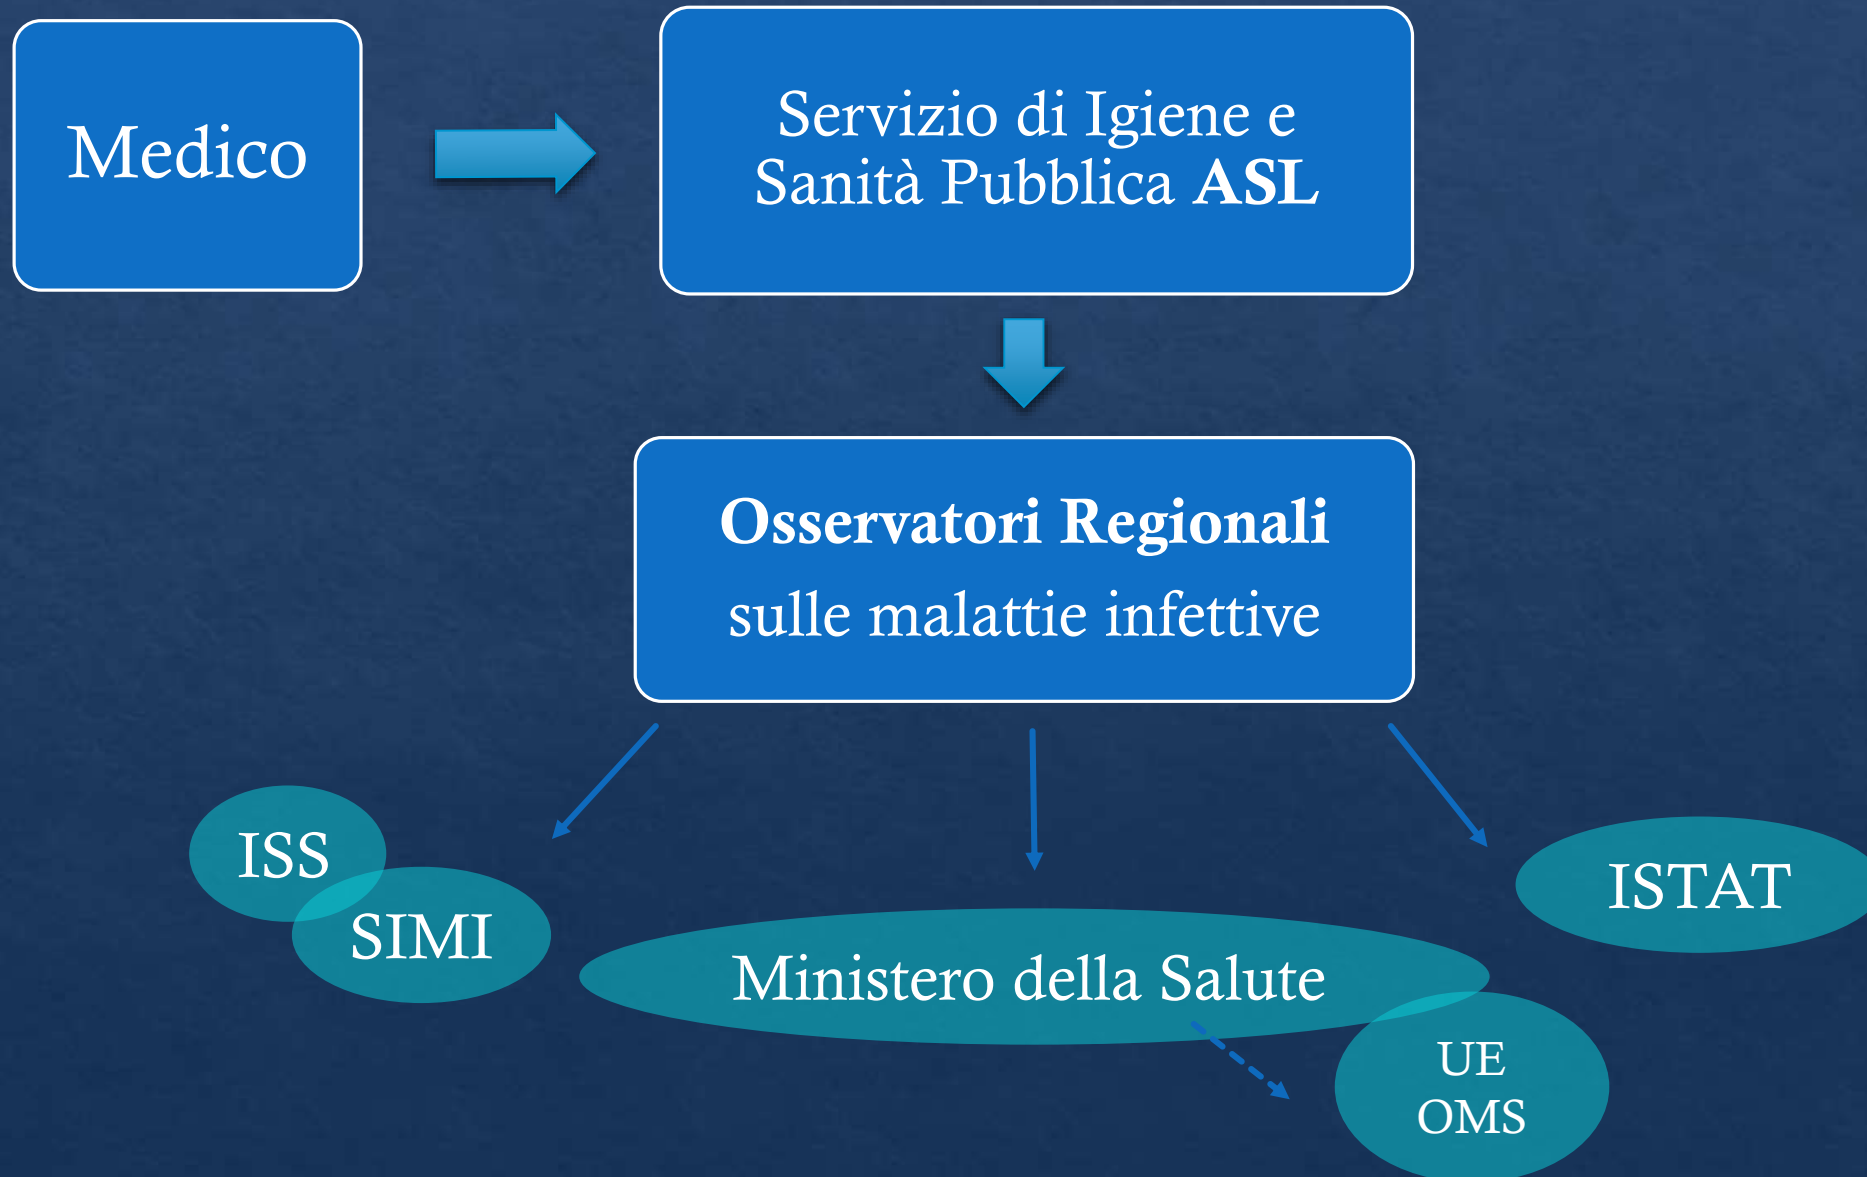 Medico
Servizio di Igiene e
Sanità Pubblica ASL
Osservatori Regionali
sulle malattie infettive
ISS
SIMI
Ministero della Salute
ISTAT
UE
OMS